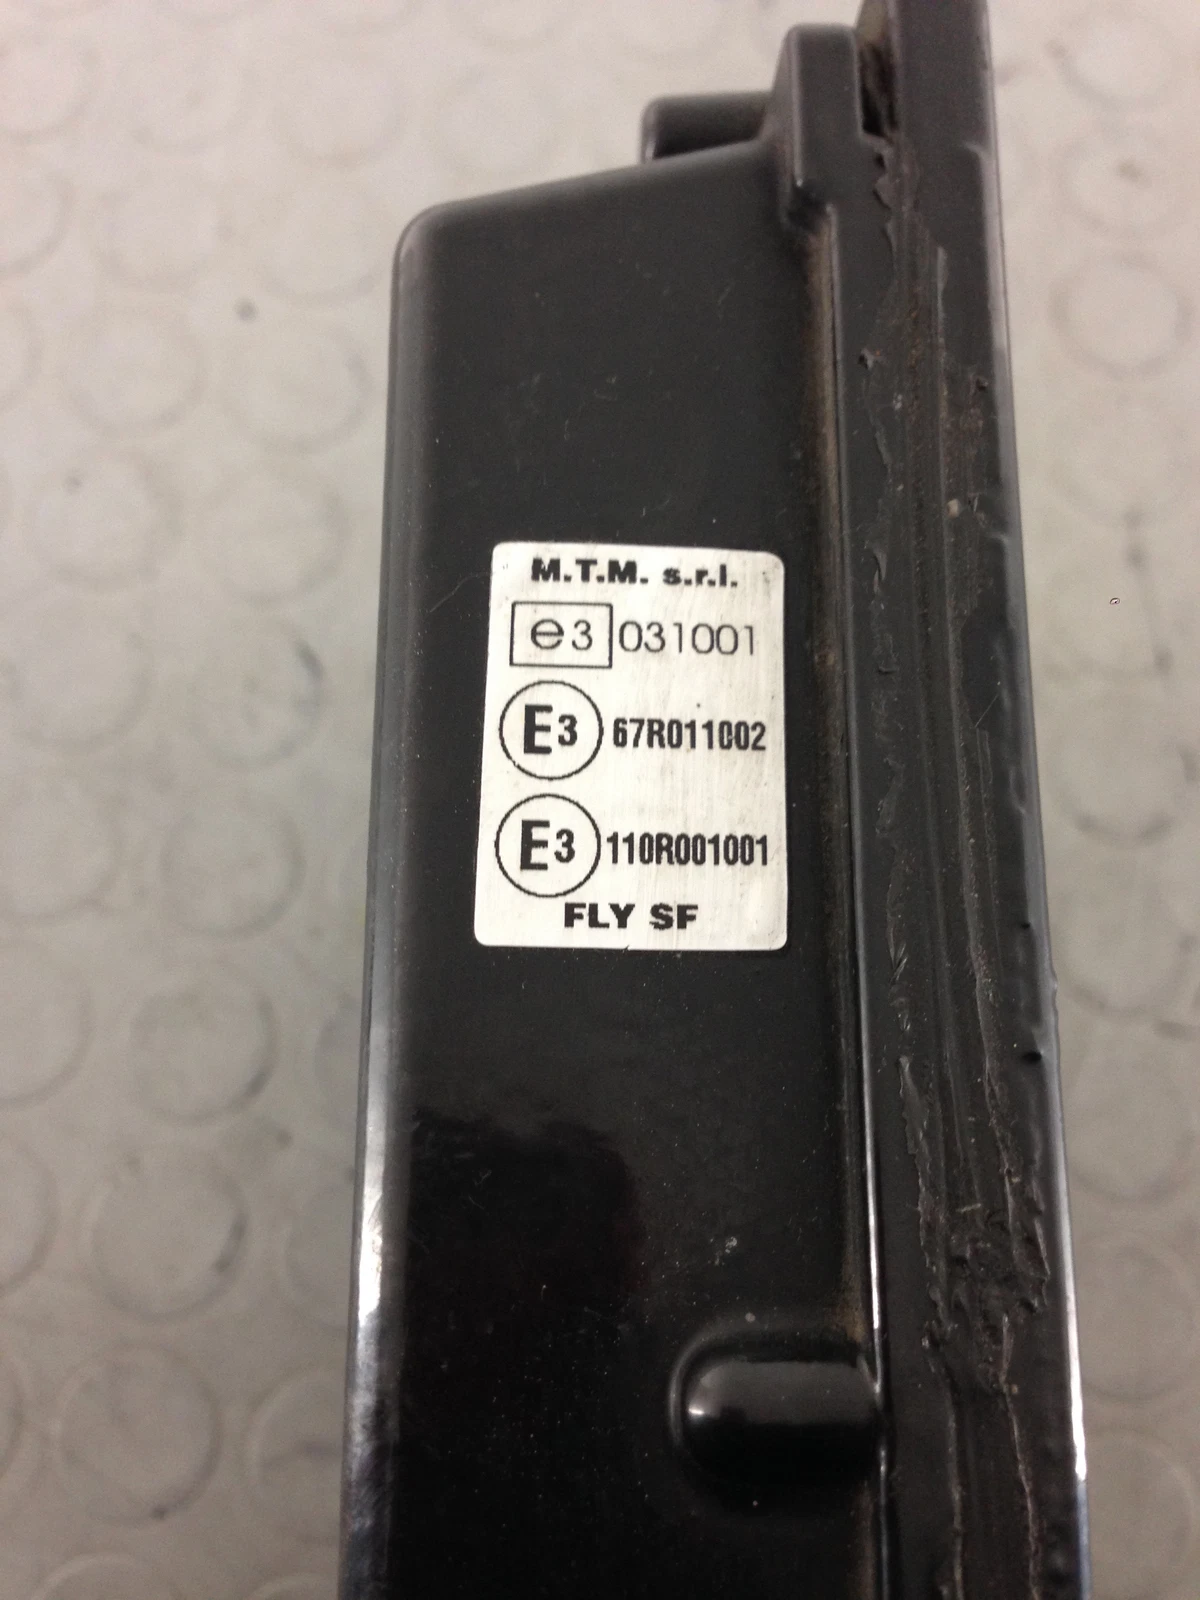 M.T.M. s.r.l.
e3 031001
E3 67R011002
E3 110R001001
FLY SF